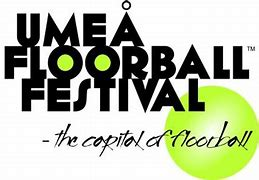 UMEÅ
FLOORBALL™
FESTIVAL
- the capital of floorball